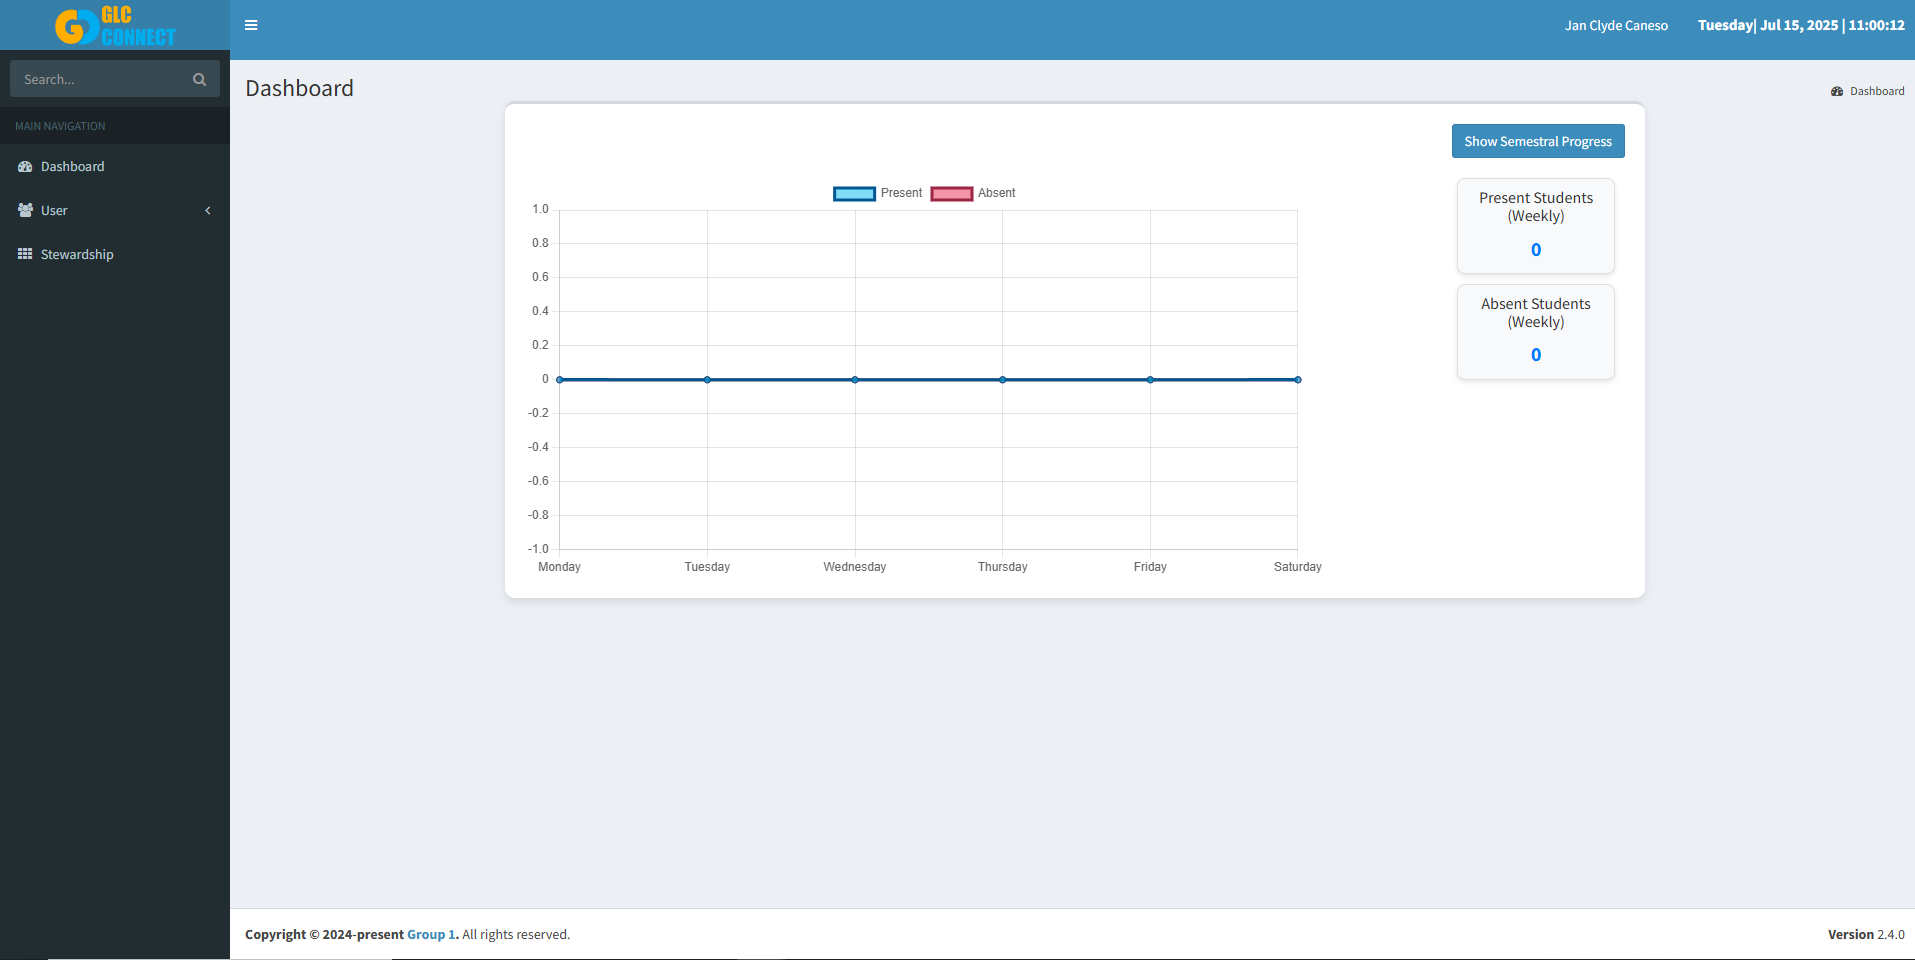 GLC
CONNECT
Jan Clyde Caneso
Tuesday| Jul 15, 2025 | 11:00:12
Search...
MAIN NAVIGATION
Dashboard
User
Stewardship
Dashboard
Dashboard
Show Semestral Progress
Present
Absent
1.0
0.8
0.6
0.4
0.2
0
-0.2
-0.4
-0.6
-0.8
-1.0
Monday
Tuesday
Wednesday
Thursday
Friday
Saturday
Present Students
(Weekly)
0
Absent Students
(Weekly)
0
Copyright © 2024-present Group 1. All rights reserved.
Version 2.4.0